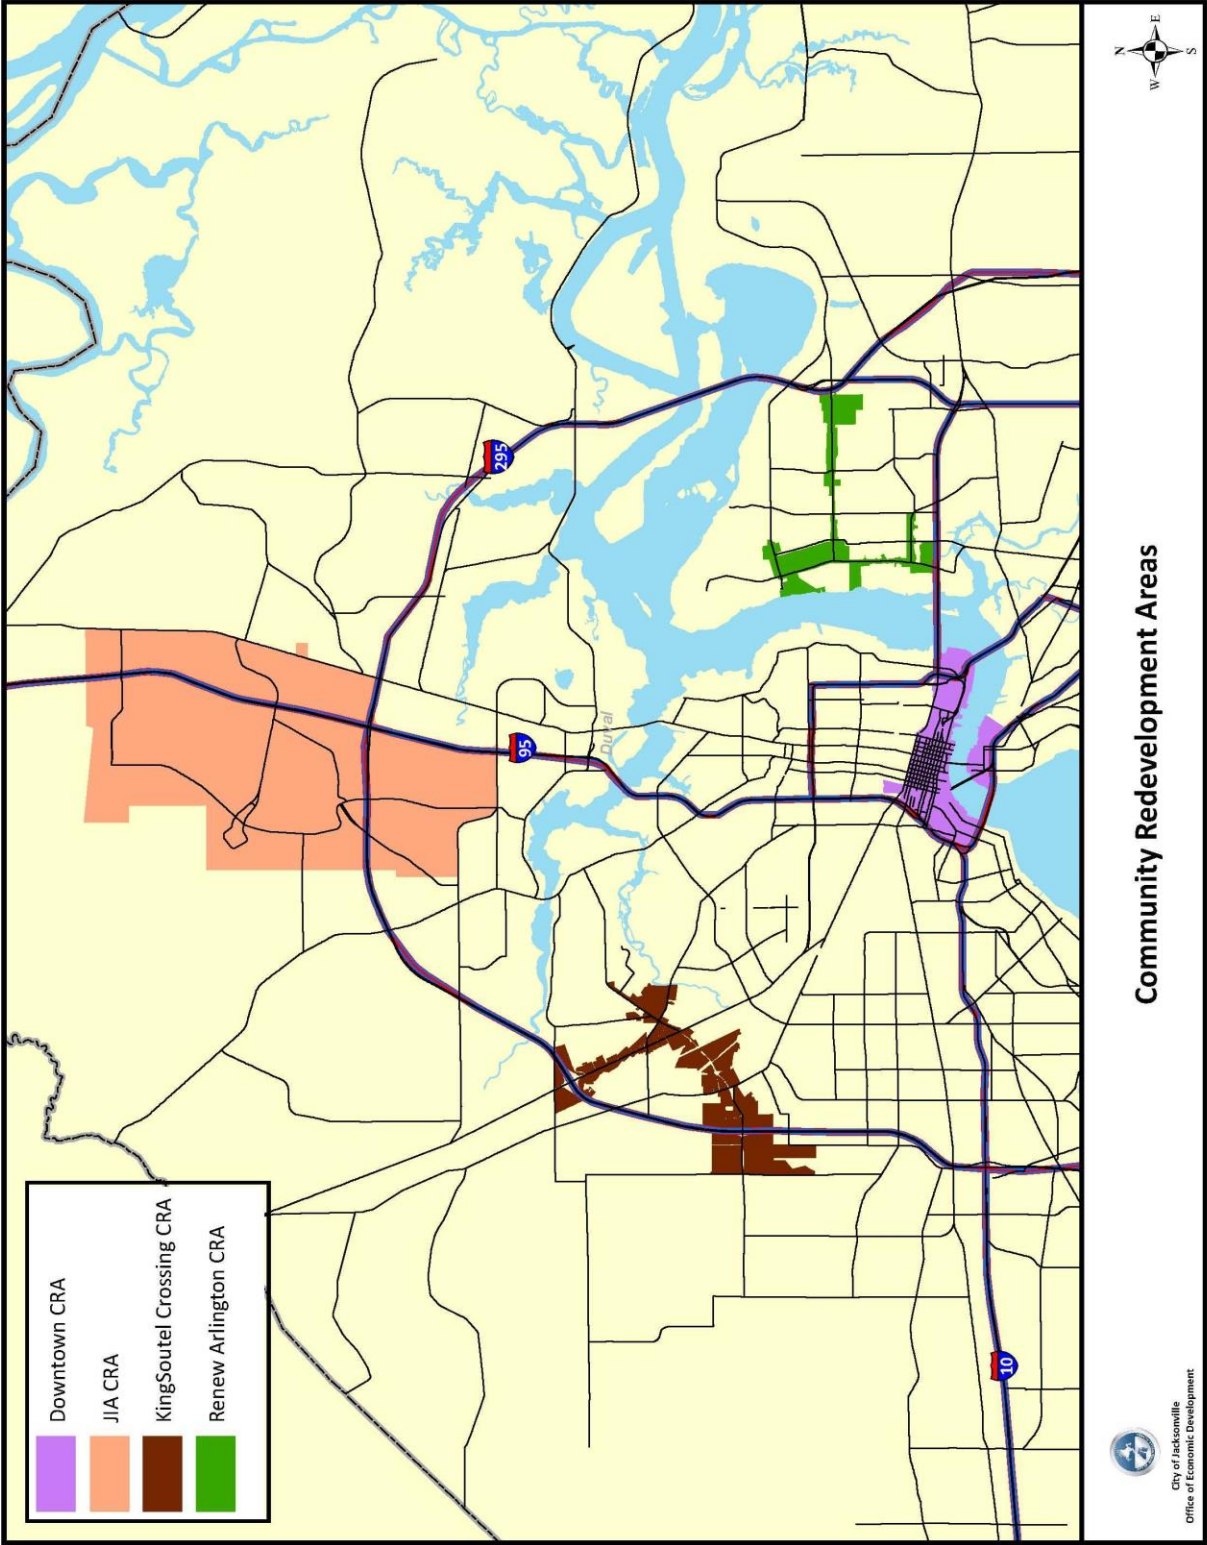 Downtown CRA
JIA CRA
KingSoutel Crossing CRA
Renew Arlington CRA
295
95
Duval
10
Community Redevelopment Areas
City of Jacksonville
Office of Economic Development
N
W
E
S